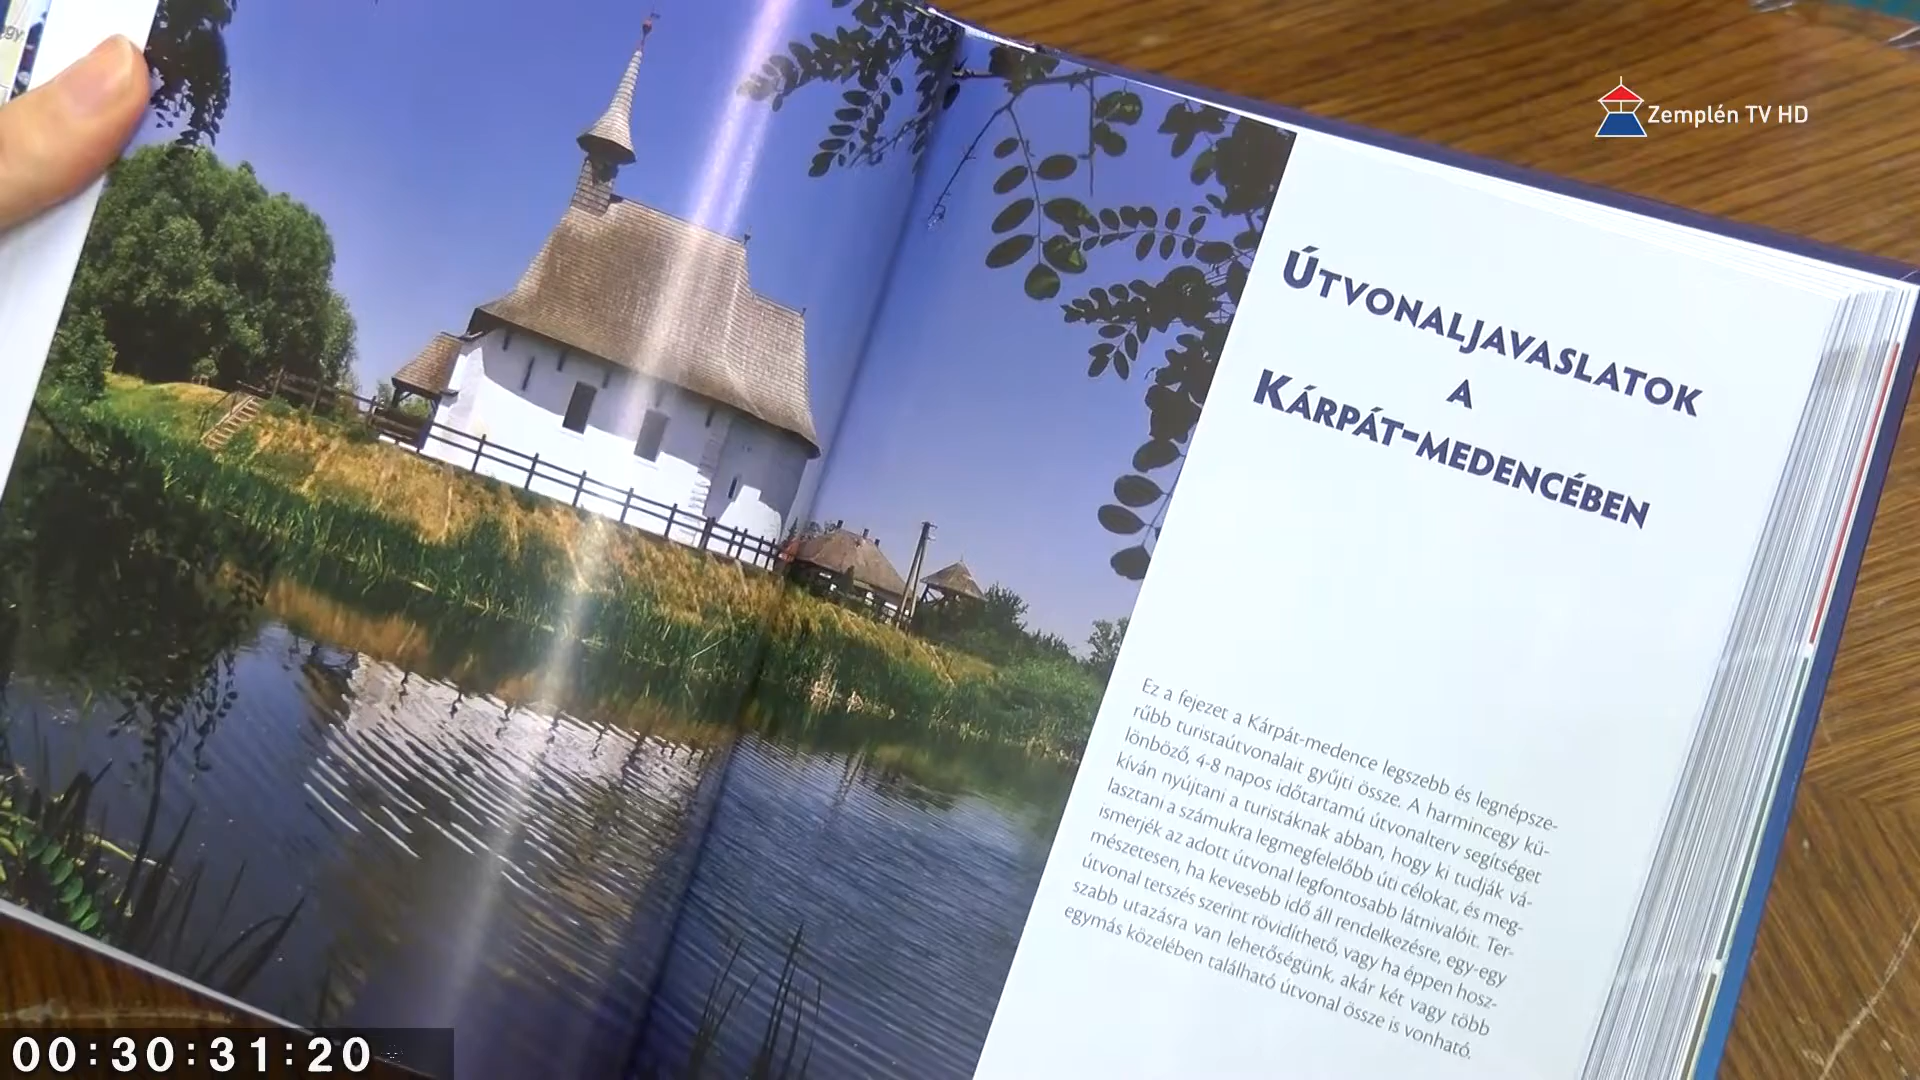 Zemplén TV HD
ÚTVONALJAVASLATOK
A
KÁRPÁT-MEDENCÉBEN
Ez a fejezet a Kárpát-medence legszebb és legnépsze-
rűbb turistaútvonalait gyűjti össze. A harmincegy kü-
lönböző, 4-8 napos időtartamú útvonalterv segítséget
kíván nyújtani a turistáknak abban, hogy ki tudják vá-
lasztani a számukra legmegfelelőbb úti célokat, és meg-
ismerjék az adott útvonal legfontosabb látnivalóit. Ter-
mészetesen, ha kevesebb idő áll rendelkezésre, egy-egy
útvonal tetszés szerint rövidíthető, vagy ha éppen hosz-
szabb utazásra van lehetőségünk, akár két vagy több
egymás közelében található útvonal össze is vonható.
00:30:31:20